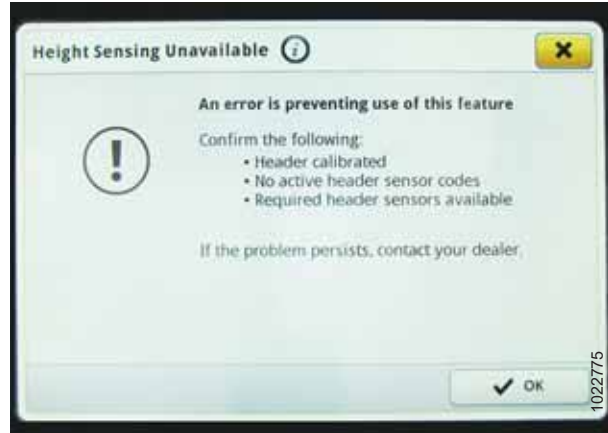 Height Sensing Unavailable
An error is preventing use of this feature
Confirm the following:
• Header calibrated
• No active header sensor codes
• Required header sensors available
If the problem persists, contact your dealer.
OK
1022775